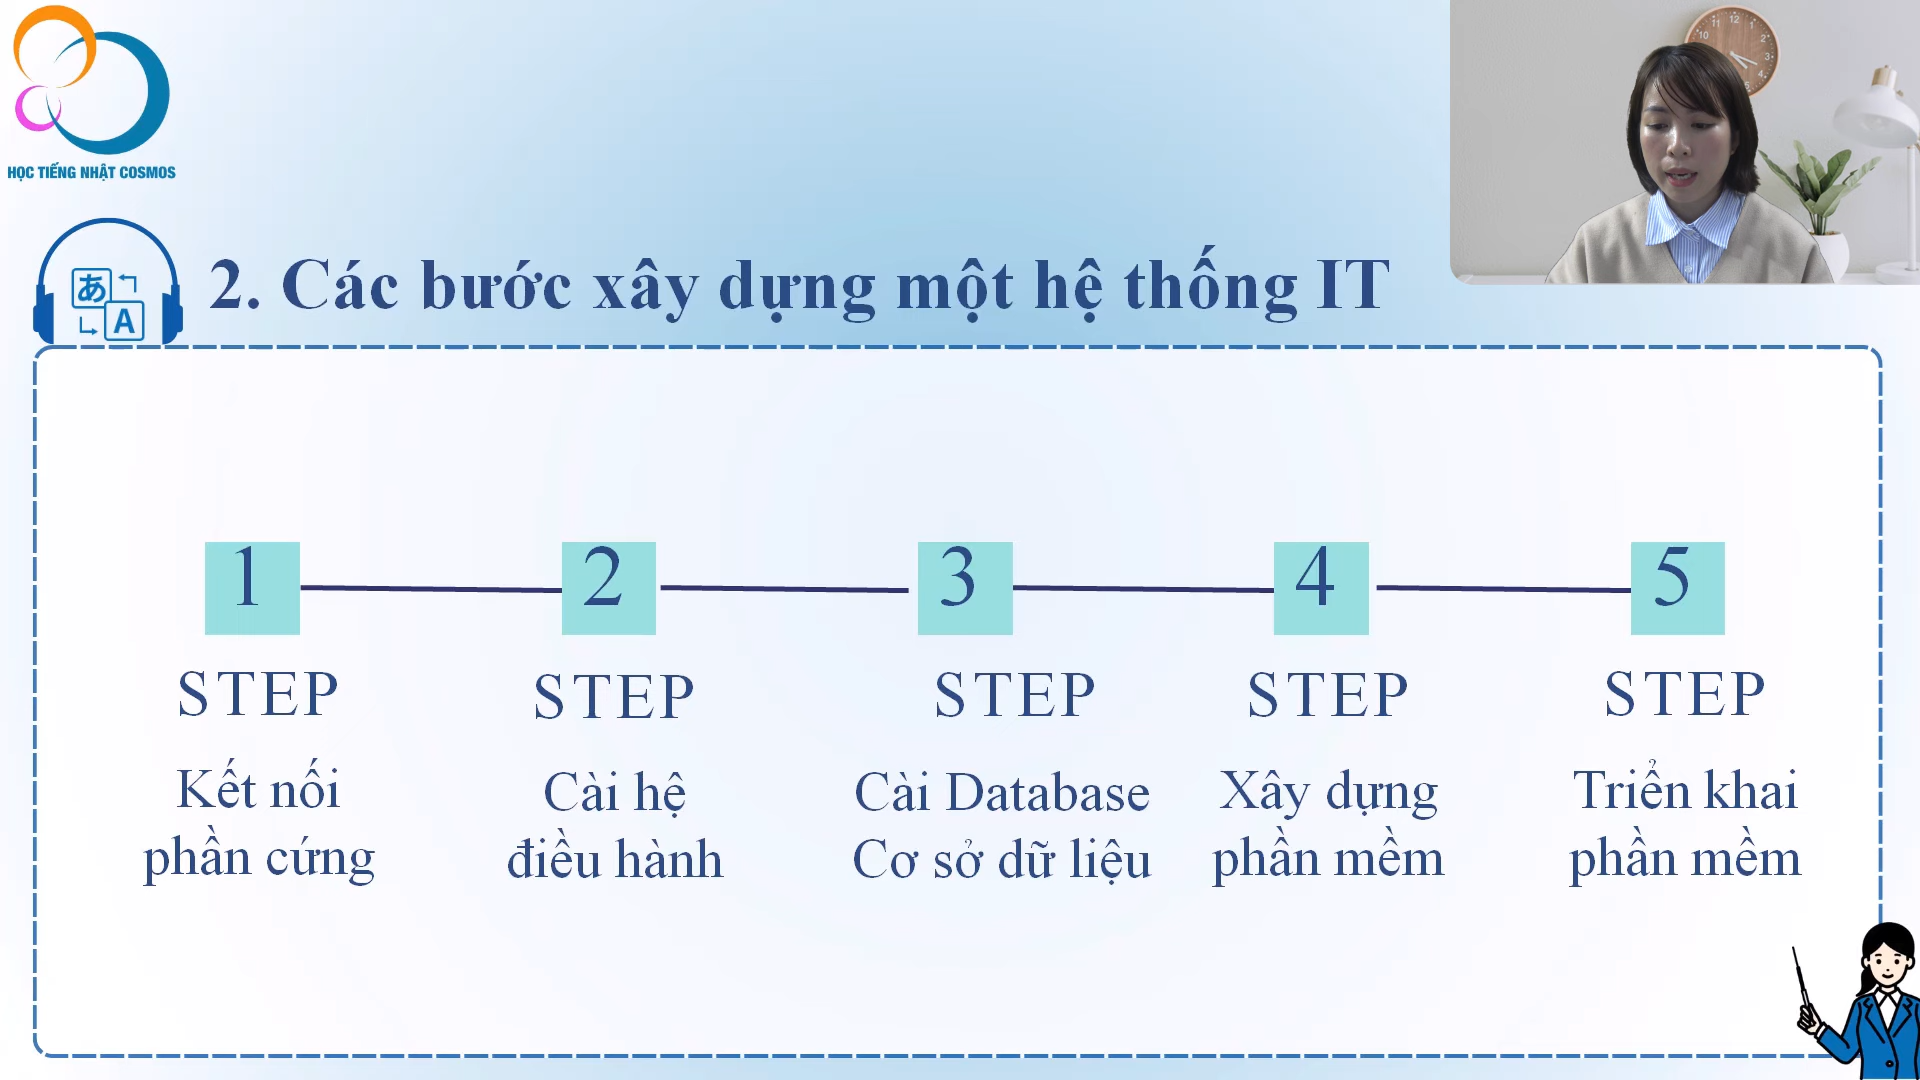 HỌC TIẾNG NHẬT COSMOS
あ
A
2. Các bước xây dựng một hệ thống IT
1
STEP
Kết nối
phần cứng
2
STEP
Cài hệ
điều hành
3
STEP
Cài Database
Cơ sở dữ liệu
4
STEP
Xây dựng
phần mềm
5
STEP
Triển khai
phần mềm